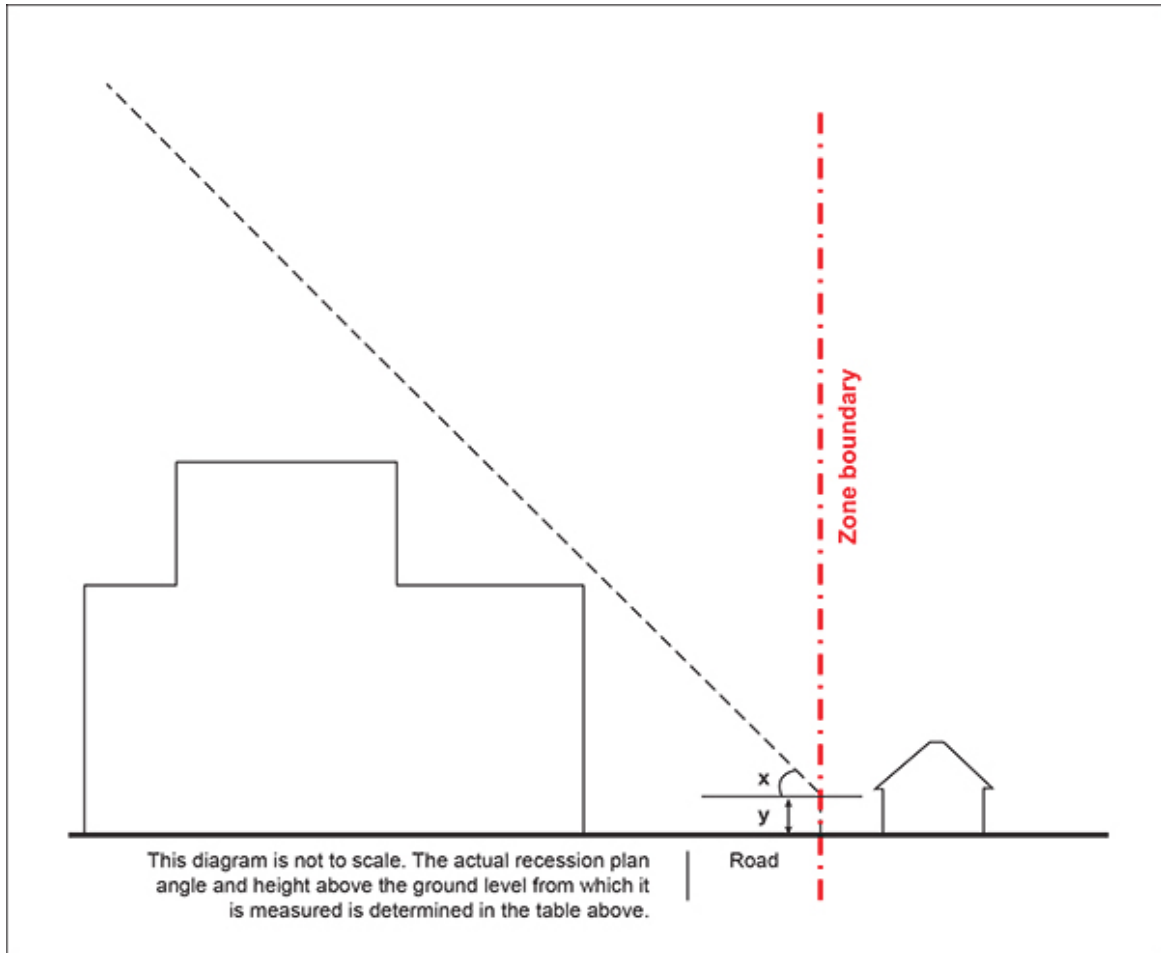 Zone boundary
x
y
This diagram is not to scale. The actual recession plan
angle and height above the ground level from which it
is measured is determined in the table above.
Road